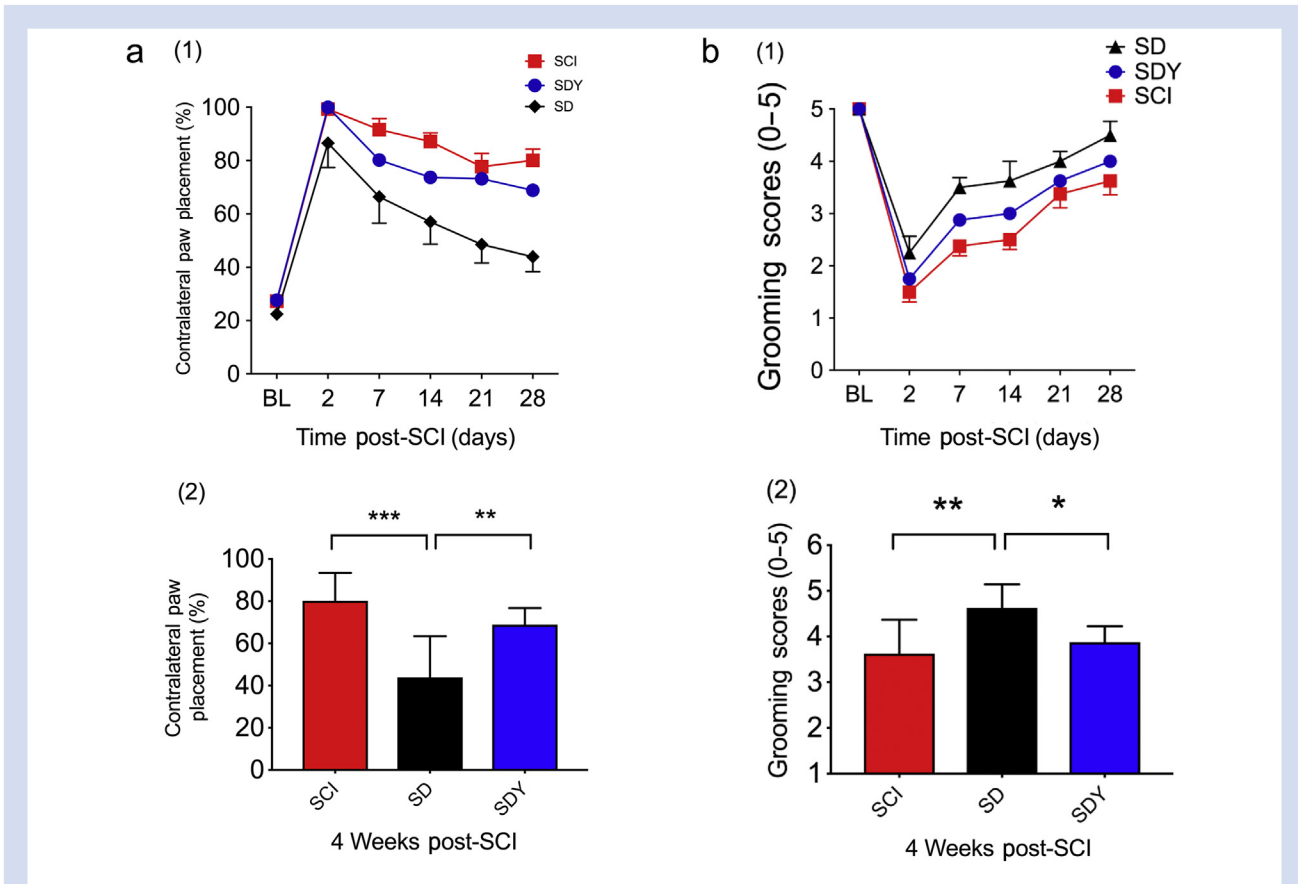 a (1)
SCI
SDY
SD
Contralateral paw placement (%)
100
80
60
40
20
0
BL 2 7 14 21 28
Time post-SCI (days)
b (1)
SD
SDY
SCI
Grooming scores (0–5)
5
4
3
2
1
0
BL 2 7 14 21 28
Time post-SCI (days)
(2)
*** **
Contralateral paw
placement (%)
100
80
60
40
20
0
SCI SD SDY
4 Weeks post-SCI
(2)
** *
Grooming scores (0–5)
6
5
4
3
2
1
SCI SD SDY
4 Weeks post-SCI